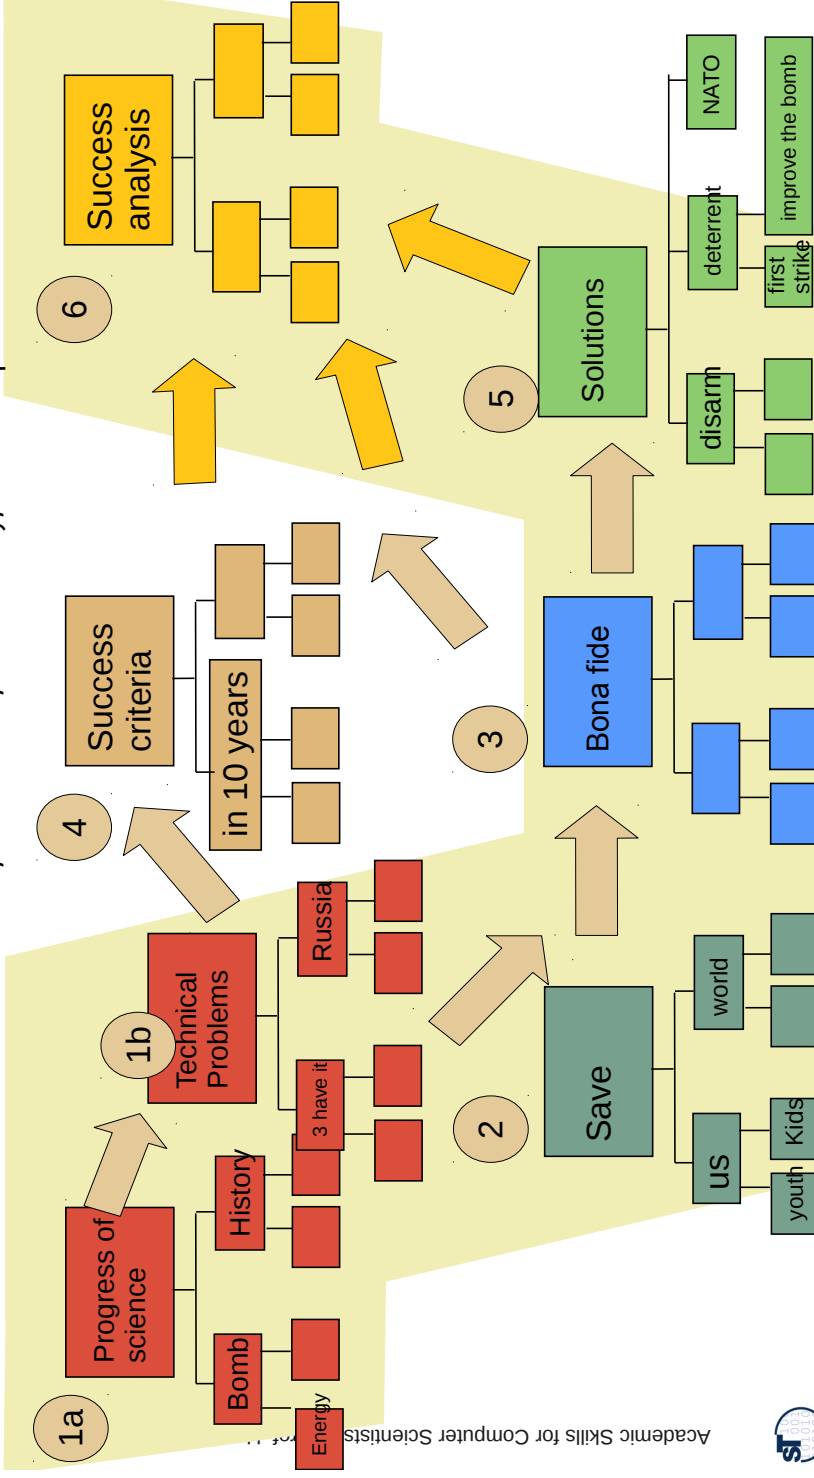 1a
Progress of
science
Bomb
Energy
History
1b
Technical
Problems
3 have it
Russia
2
Save
us
youth
Kids
world
3
Bona fide
4
Success
criteria
in 10 years
5
Solutions
disarm
deterrent
first
strike
improve the bomb
NATO
6
Success
analysis
Academic Skills for Computer Scientists